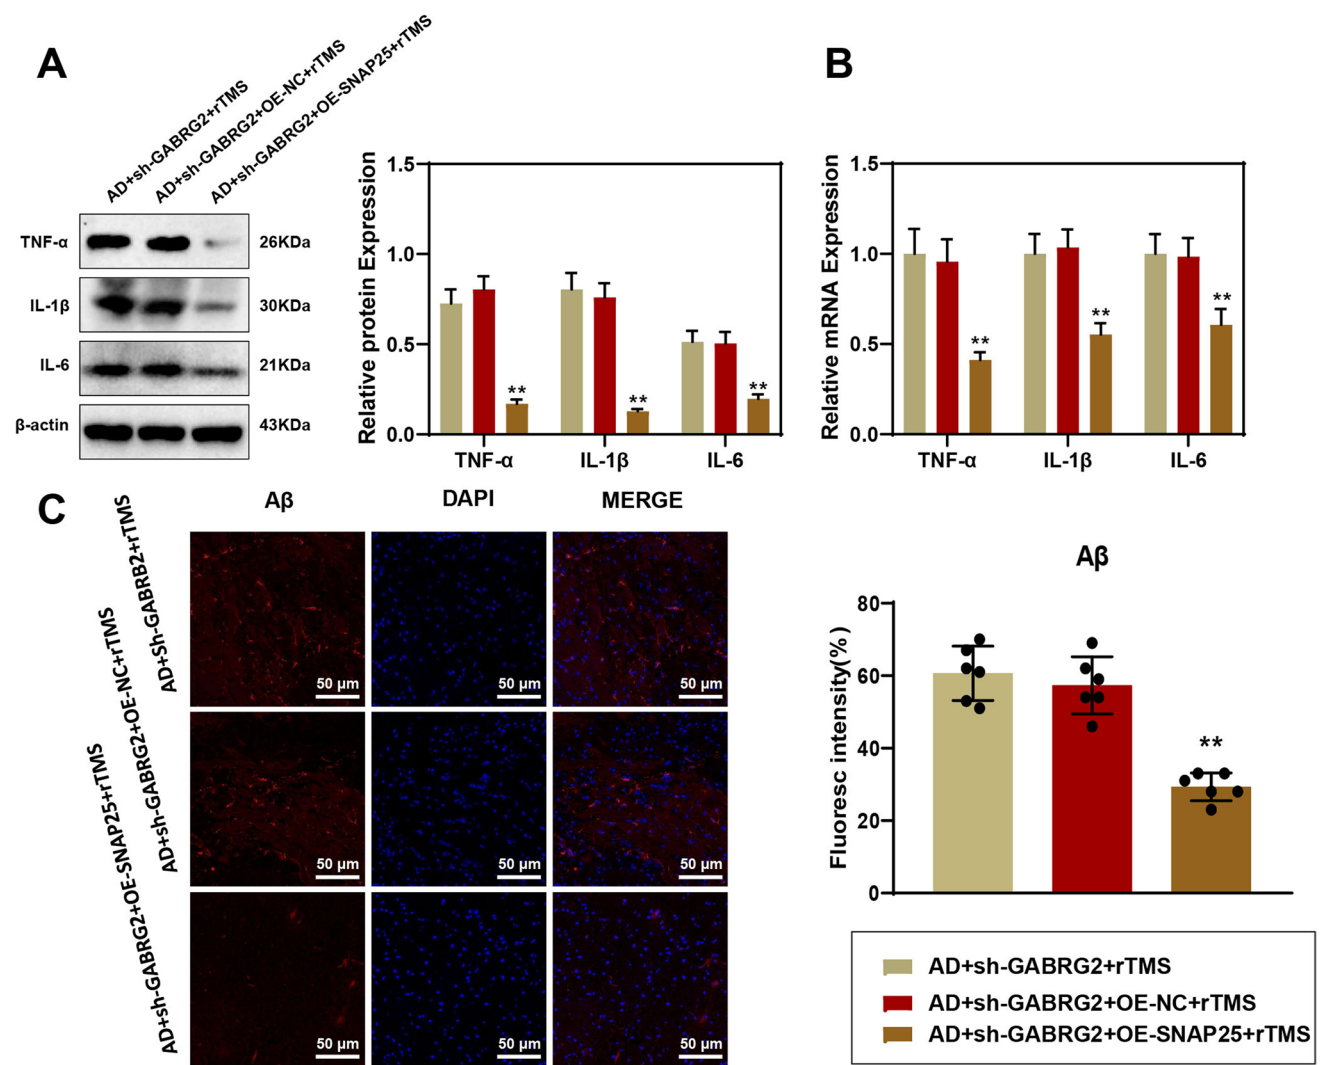 A
AD+sh-GABRG2+rTMS
AD+sh-GABRG2+OE-NC+rTMS
AD+sh-GABRG2+OE-SNAP25+rTMS
TNF-α 26KDa
IL-1β 30KDa
IL-6 21KDa
β-actin 43KDa
Relative protein Expression
1.5
1.0
0.5
0.0
** ** **
TNF-α IL-1β IL-6
B
Relative mRNA Expression
1.5
1.0
0.5
0.0
** ** **
TNF-α IL-1β IL-6
C
Aβ DAPI MERGE
AD+Sh-GABRB2+rTMS
50 μm 50 μm 50 μm
AD+sh-GABRG2+OE-NC+rTMS
50 μm 50 μm 50 μm
AD+sh-GABRG2+OE-SNAP25+rTMS
50 μm 50 μm 50 μm
Aβ
Fluoresc intensity(%)
80
60
40
20
0
**
AD+sh-GABRG2+rTMS
AD+sh-GABRG2+OE-NC+rTMS
AD+sh-GABRG2+OE-SNAP25+rTMS